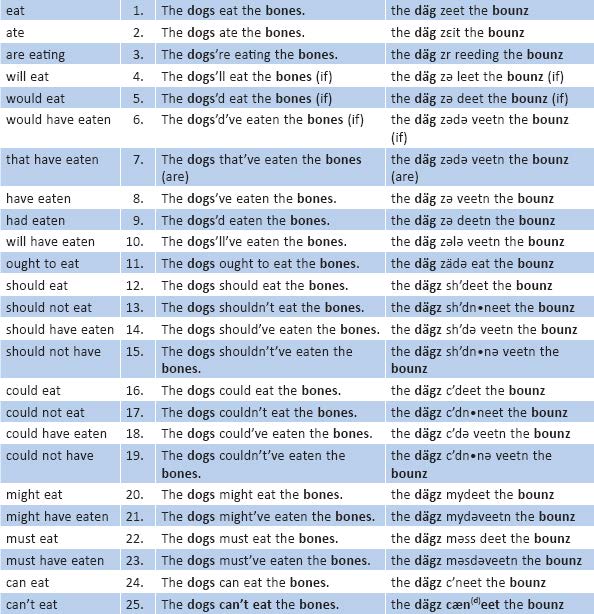 eat 1. The dogs eat the bones. the däg zeet the bounz
ate 2. The dogs ate the bones. the däg zɛit the bounz
are eating 3. The dogs're eating the bones. the däg zr reeding the bounz
will eat 4. The dogs'll eat the bones (if) the däg zə leet the bounz (if)
would eat 5. The dogs'd eat the bones (if) the däg zə deet the bounz (if)
would have eaten 6. The dogs'd've eaten the bones (if) the däg zədə veetn the bounz
(if)
that have eaten 7. The dogs that've eaten the bones the däg zədə veetn the bounz
(are) (are)
have eaten 8. The dogs've eaten the bones. the däg zə veetn the bounz
had eaten 9. The dogs'd eaten the bones. the däg zə deetn the bounz
will have eaten 10. The dogs'll've eaten the bones. the däg zələ veetn the bounz
ought to eat 11. The dogs ought to eat the bones. the däg zädə eat the bounz
should eat 12. The dogs should eat the bones. the dägz sh'deet the bounz
should not eat 13. The dogs shouldn't eat the bones. the dägz sh'dn•neet the bounz
should have eaten 14. The dogs should've eaten the bones. the dägz sh'də veetn the bounz
should not have 15. The dogs shouldn't've eaten the the dägz sh'dn•nə veetn the
bones. bounz
could eat 16. The dogs could eat the bones. the dägz c'deet the bounz
could not eat 17. The dogs couldn't eat the bones. the dägz c'dn•neet the bounz
could have eaten 18. The dogs could've eaten the bones. the dägz c'də veetn the bounz
could not have 19. The dogs couldn't've eaten the the dägz c'dn•nə veetn the
bones. bounz
might eat 20. The dogs might eat the bones. the dägz mydeet the bounz
might have eaten 21. The dogs might've eaten the bones. the dägz mydəveetn the bounz
must eat 22. The dogs must eat the bones. the dägz məss deet the bounz
must have eaten 23. The dogs must've eaten the bones. the dägz məsdəveetn the bounz
can eat 24. The dogs can eat the bones. the dägz c'neet the bounz
can't eat 25. The dogs can't eat the bones. the dägz cæn(d)eet the bounz